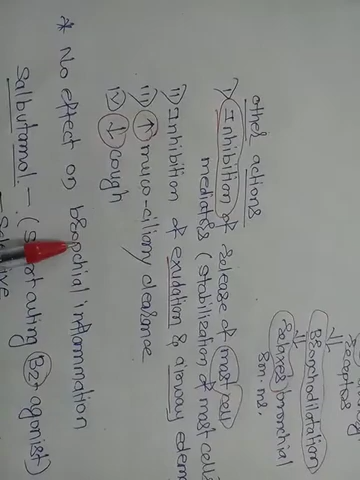 receptor
↓↓
Bronchodilatation
↓↓
Relaxes bronchial
sm. ms.
other actions
i) Inhibition of release of mast cell
mediators (stabilization of mast cells
ii) Inhibition of exudation & airway edema
iii) ↑ muco-ciliary clearance
iv) ↓ cough
* No effect on bronchial inflammation
Salbutamol - (short acting B2 agonist)
- Selective